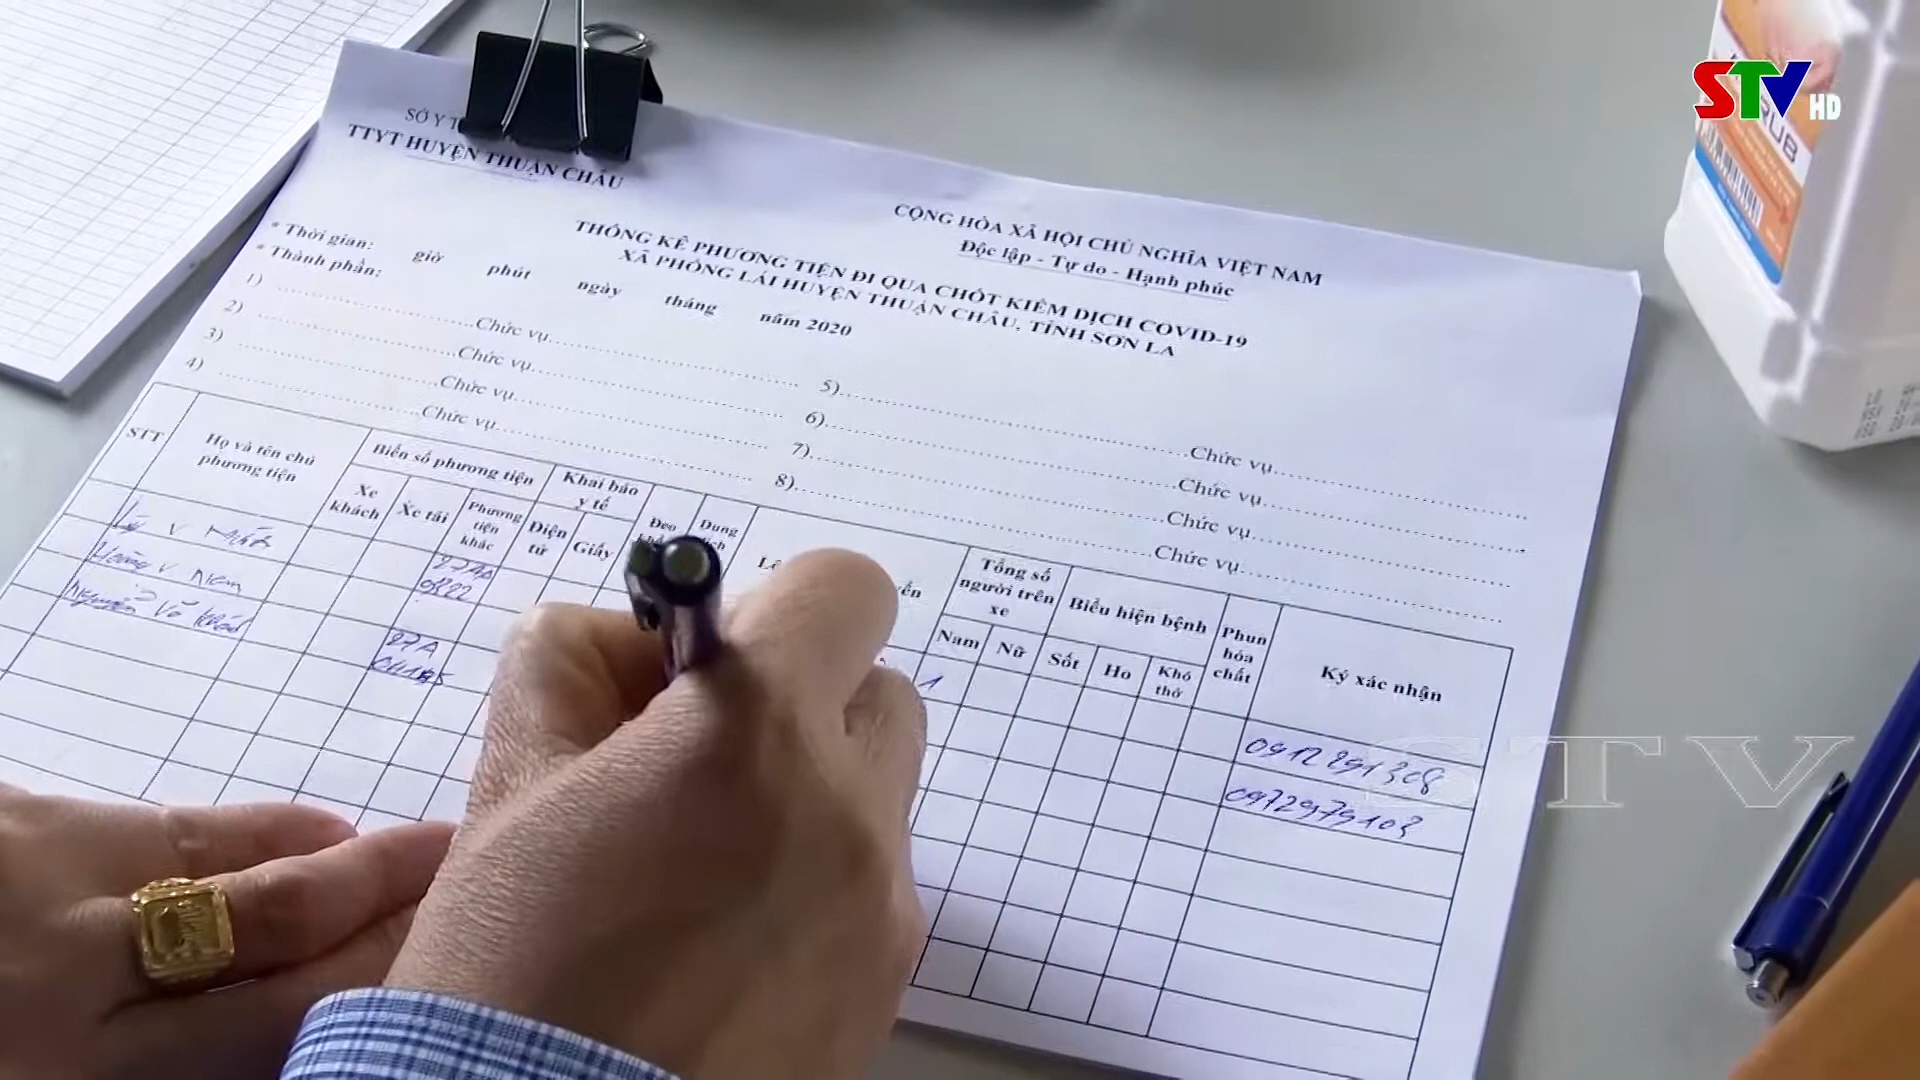 STV HD
SỞ Y T
TTYT HUYỆN THUẬN CHÂU
CỘNG HÒA XÃ HỘI CHỦ NGHĨA VIỆT NAM
Độc lập - Tự do - Hạnh phúc
THỐNG KÊ PHƯƠNG TIỆN ĐI QUA CHỐT KIỂM DỊCH COVID-19
XÃ PHỎNG LÁI HUYỆN THUẬN CHÂU, TỈNH SƠN LA
* Thời gian: giờ phút ngày tháng năm 2020
* Thành phần:
1) Chức vụ 5) Chức vụ
2) Chức vụ 6) Chức vụ
3) Chức vụ 7) Chức vụ
4) Chức vụ 8) Chức vụ
STT
Họ và tên chủ
phương tiện
Biển số phương tiện
Xe
khách
Xe tải
Phương
tiện
khác
Khai báo
y tế
Điện
tử
Giấy
Đeo
Dung
Tổng số
người trên
xe
Nam
Nữ
Biểu hiện bệnh
Sốt
Ho
Khó
thở
Phun
hóa
chất
Ký xác nhận
27A
1
0972979103
STV